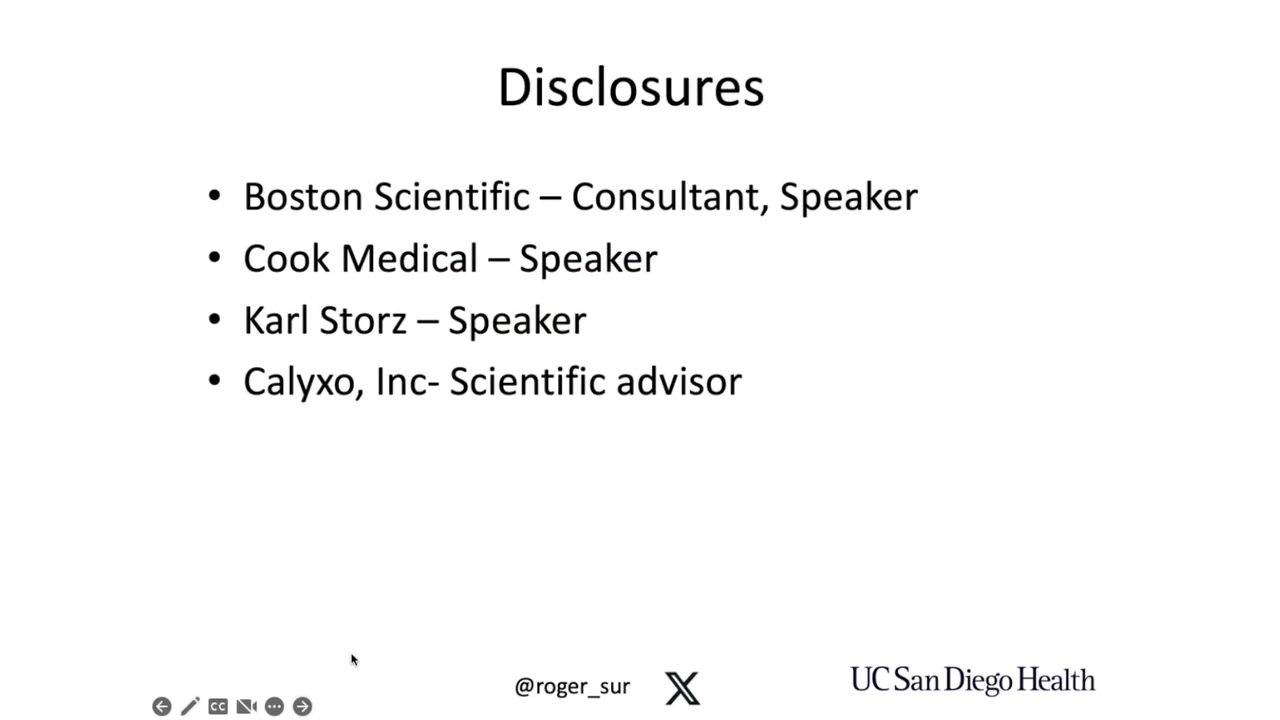 Disclosures
• Boston Scientific – Consultant, Speaker
• Cook Medical – Speaker
• Karl Storz – Speaker
• Calyxo, Inc- Scientific advisor
@roger_sur X UC San Diego Health
CC